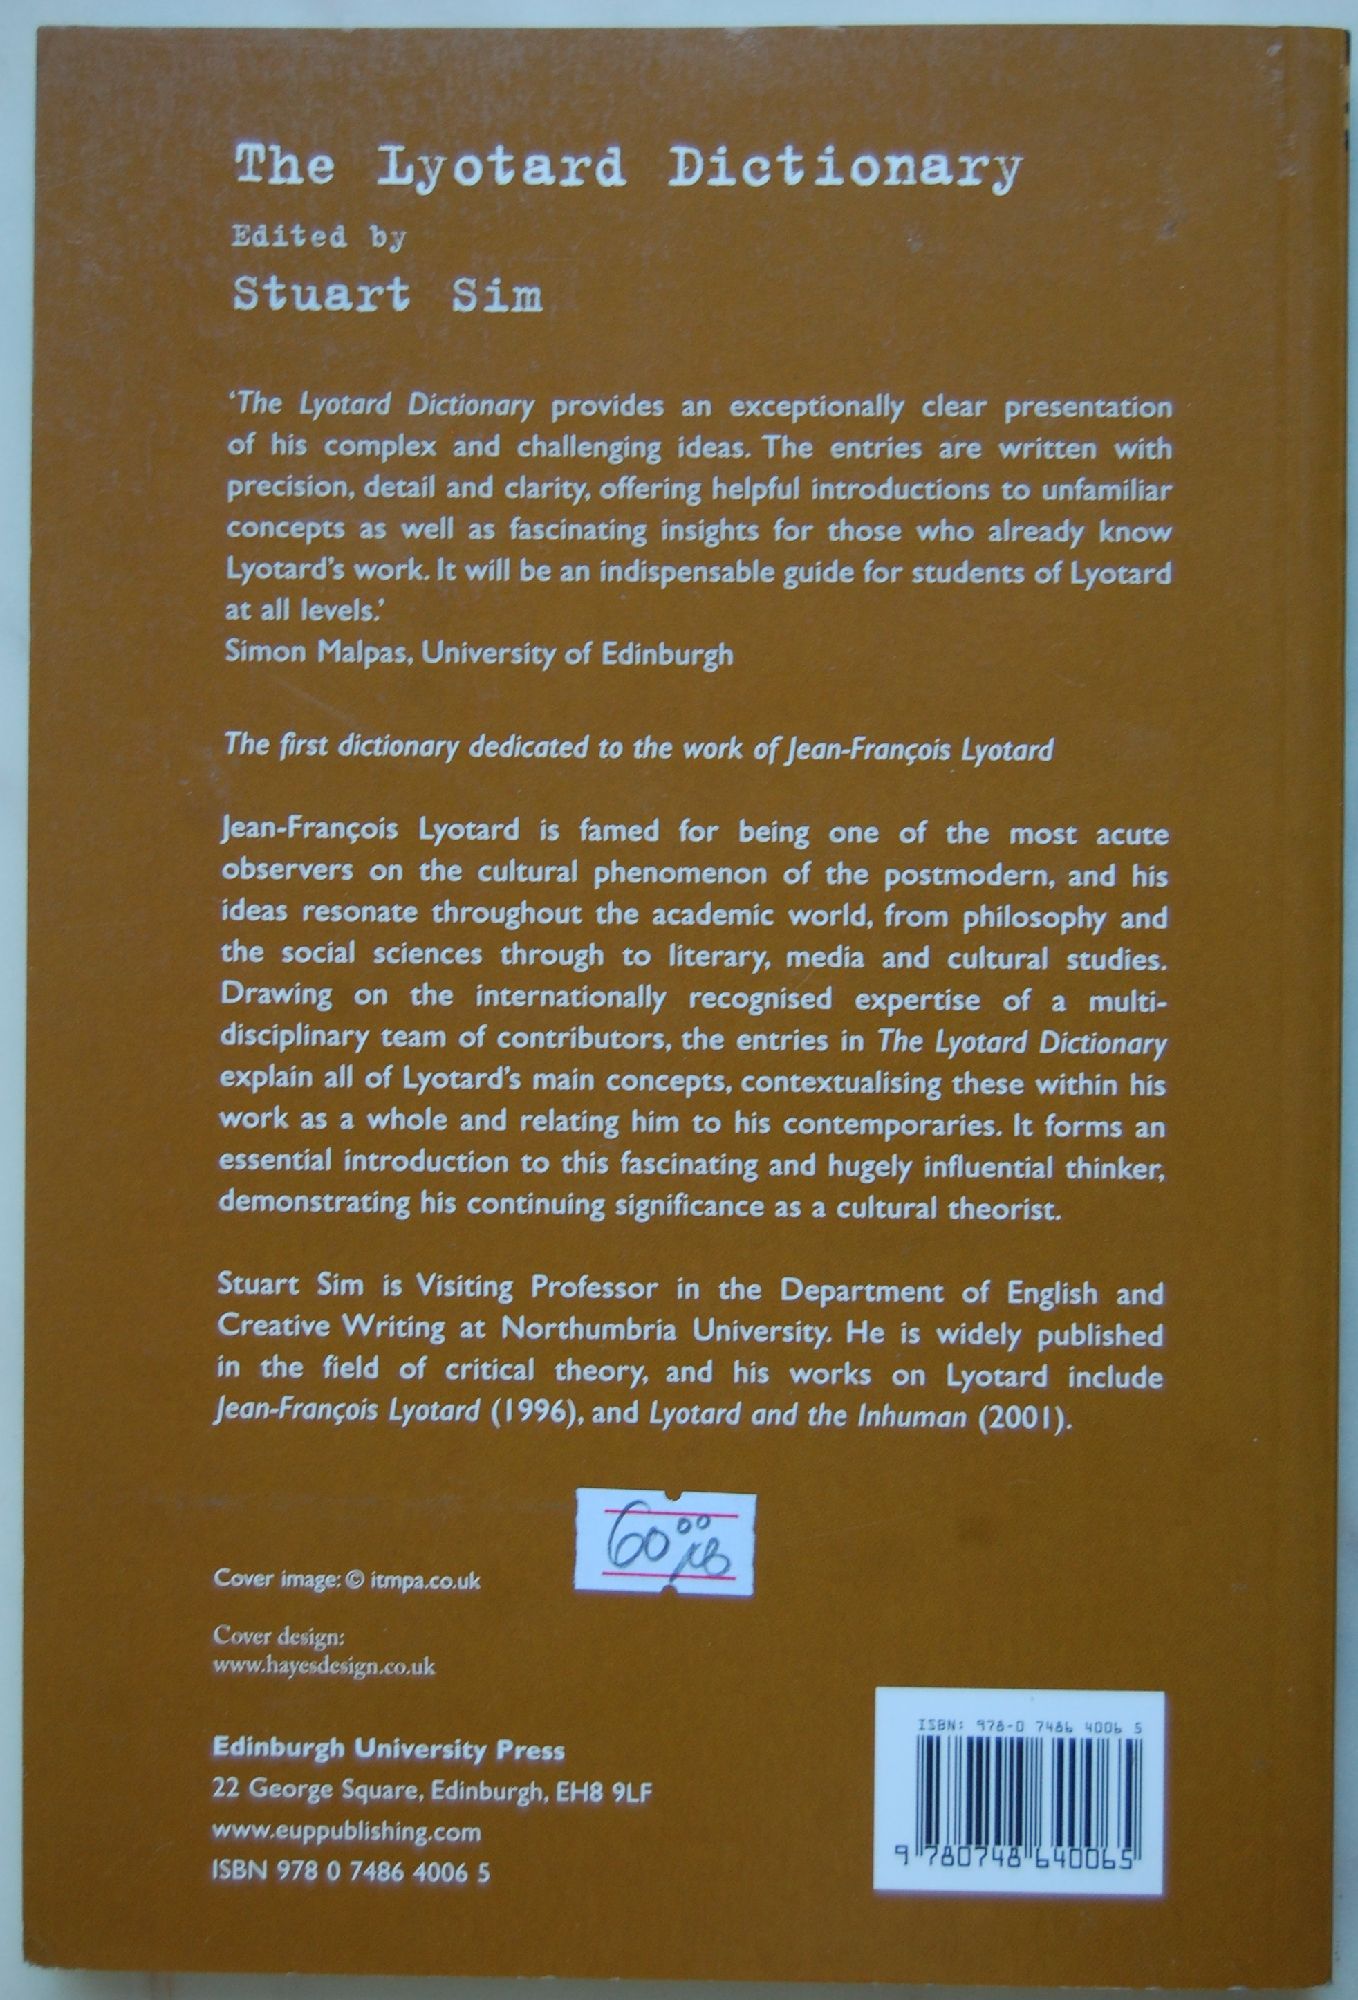 The Lyotard Dictionary
Edited by
Stuart Sim
‘The Lyotard Dictionary provides an exceptionally clear presentation
of his complex and challenging ideas. The entries are written with
precision, detail and clarity, offering helpful introductions to unfamiliar
concepts as well as fascinating insights for those who already know
Lyotard’s work. It will be an indispensable guide for students of Lyotard
at all levels.’
Simon Malpas, University of Edinburgh
The first dictionary dedicated to the work of Jean-François Lyotard
Jean-François Lyotard is famed for being one of the most acute
observers on the cultural phenomenon of the postmodern, and his
ideas resonate throughout the academic world, from philosophy and
the social sciences through to literary, media and cultural studies.
Drawing on the internationally recognised expertise of a multi-
disciplinary team of contributors, the entries in The Lyotard Dictionary
explain all of Lyotard’s main concepts, contextualising these within his
work as a whole and relating him to his contemporaries. It forms an
essential introduction to this fascinating and hugely influential thinker,
demonstrating his continuing significance as a cultural theorist.
Stuart Sim is Visiting Professor in the Department of English and
Creative Writing at Northumbria University. He is widely published
in the field of critical theory, and his works on Lyotard include
Jean-François Lyotard (1996), and Lyotard and the Inhuman (2001).
60 00
Cover image: © itmpa.co.uk
Cover design:
www.hayesdesign.co.uk
Edinburgh University Press
22 George Square, Edinburgh, EH8 9LF
www.euppublishing.com
ISBN 978 0 7486 4006 5
ISBN: 978-0 7486 4006 5
9 780748 640065